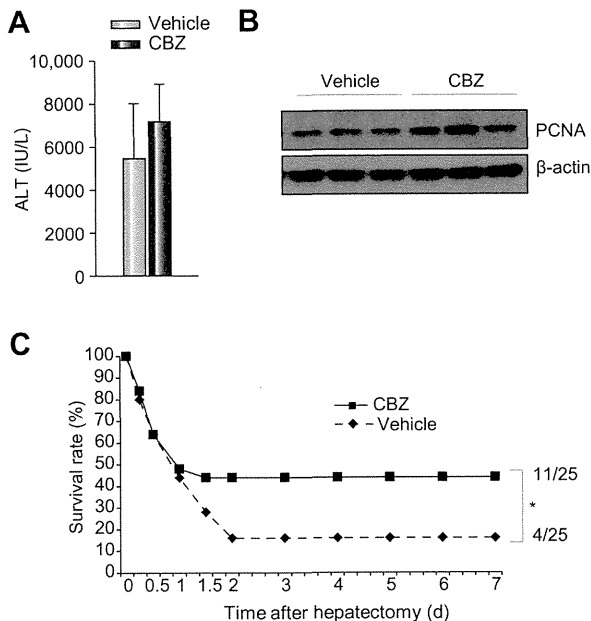 A
Vehicle
CBZ
10,000
8000
6000
4000
2000
0
ALT (IU/L)
B
Vehicle CBZ
PCNA
β-actin
C
100
90
80
70
60
50
40
30
20
10
0
Survival rate (%)
CBZ
Vehicle
11/25
*
4/25
0 0.5 1 1.5 2 3 4 5 6 7
Time after hepatectomy (d)